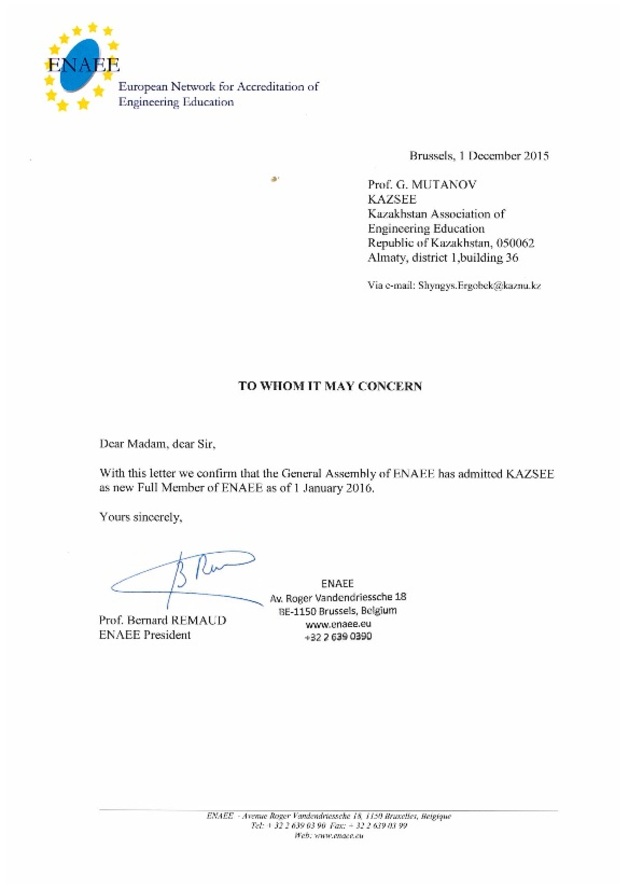 ENAEE
European Network for Accreditation of
Engineering Education
Brussels, 1 December 2015
Prof. G. MUTANOV
KAZSEE
Kazakhstan Association of
Engineering Education
Republic of Kazakhstan, 050062
Almaty, district 1,building 36
Via e-mail: Shyngys.Ergobek@kaznu.kz
TO WHOM IT MAY CONCERN
Dear Madam, dear Sir,
With this letter we confirm that the General Assembly of ENAEE has admitted KAZSEE
as new Full Member of ENAEE as of 1 January 2016.
Yours sincerely,
Prof. Bernard REMAUD
ENAEE President
ENAEE
Av. Roger Vandendriessche 18
BE-1150 Brussels, Belgium
www.enaee.eu
+32 2 639 0390
ENAEE - Avenue Roger Vandendriessche 18, 1150 Bruxelles, Belgique
Tel: + 32 2 639 03 90 Fax: + 32 2 639 03 99
Web: www.enaee.eu